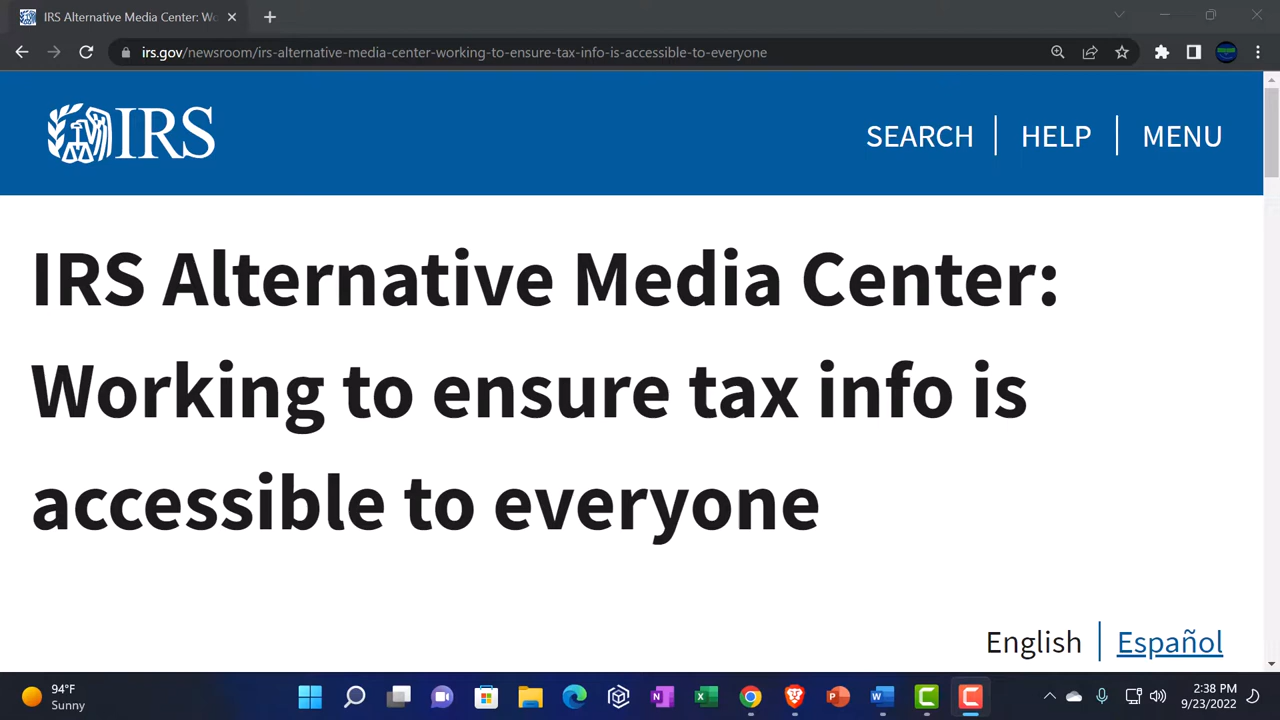 IRS Alternative Media Center: Wo
irs.gov/newsroom/irs-alternative-media-center-working-to-ensure-tax-info-is-accessible-to-everyone
IRS
SEARCH HELP MENU
IRS Alternative Media Center:
Working to ensure tax info is
accessible to everyone
English Español
94°F
Sunny
2:38 PM
9/23/2022